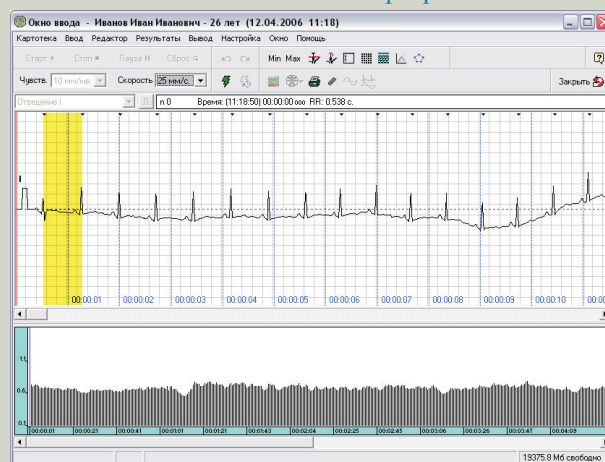 Окно ввода - Иванов Иван Иванович - 26 лет (12.04.2006 11:18)
Картотека Ввод Редактор Результаты Вывод Настройка Окно Помощь
Старт Стоп Пауза Сброс Min Max
Чувств. 10 мм/мв. Скорость 25 мм/с. Закрыть
Отведение I n 0 Время: (11:18:50) 00:00:00 000 RR: 0.538 с.
I
00:00:01 00:00:02 00:00:03 00:00:04 00:00:05 00:00:06 00:00:07 00:00:08 00:00:09 00:00:10 00:00
1.1
0.6
0.1
00:00:01 00:00:21 00:00:41 00:01:01 00:01:21 00:01:43 00:02:04 00:02:25 00:02:45 00:03:06 00:03:26 00:03:47 00:04:09
19375.8 Мб свободно